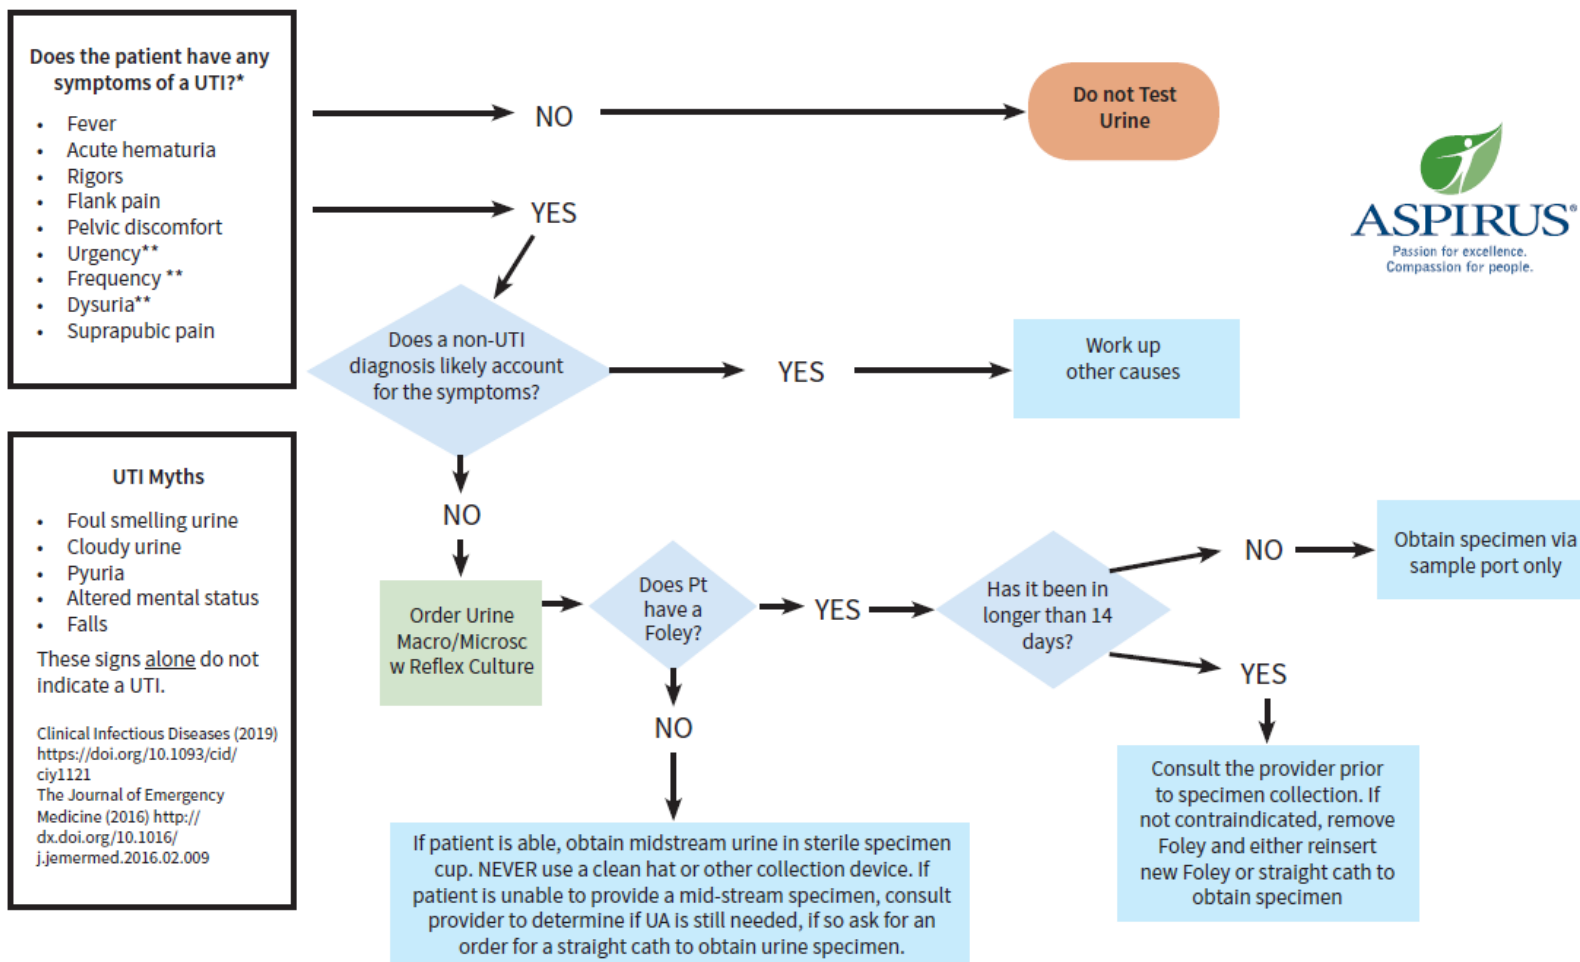 Does the patient have any
symptoms of a UTI?*
• Fever
• Acute hematuria
• Rigors
• Flank pain
• Pelvic discomfort
• Urgency**
• Frequency **
• Dysuria**
• Suprapubic pain
NO
Do not Test
Urine
YES
ASPIRUS®
Passion for excellence.
Compassion for people.
Does a non-UTI
diagnosis likely account
for the symptoms?
YES
Work up
other causes
NO
Order Urine
Macro/Microsc
w Reflex Culture
Does Pt
have a
Foley?
YES
Has it been in
longer than 14
days?
NO
Obtain specimen via
sample port only
YES
Consult the provider prior
to specimen collection. If
not contraindicated, remove
Foley and either reinsert
new Foley or straight cath to
obtain specimen
NO
If patient is able, obtain midstream urine in sterile specimen
cup. NEVER use a clean hat or other collection device. If
patient is unable to provide a mid-stream specimen, consult
provider to determine if UA is still needed, if so ask for an
order for a straight cath to obtain urine specimen.
UTI Myths
• Foul smelling urine
• Cloudy urine
• Pyuria
• Altered mental status
• Falls
These signs alone do not
indicate a UTI.
Clinical Infectious Diseases (2019)
https://doi.org/10.1093/cid/
ciy1121
The Journal of Emergency
Medicine (2016) http://
dx.doi.org/10.1016/
j.jemermed.2016.02.009